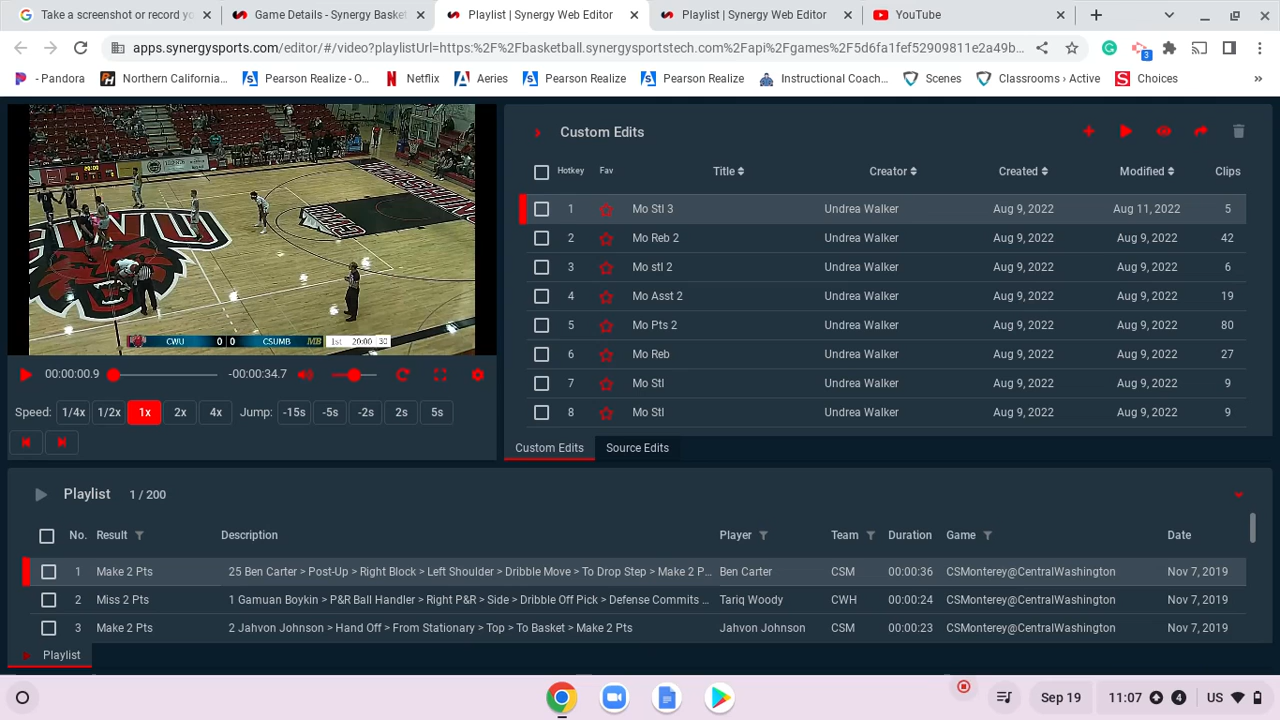 Take a screenshot or record yo
Game Details - Synergy Basket
Playlist | Synergy Web Editor
Playlist | Synergy Web Editor
YouTube
apps.synergysports.com/editor/#/video?playlistUrl=https:%2F%2Fbasketball.synergysportstech.com%2Fapi%2Fgames%2F5d6fa1fef52909811e2a49b...
- Pandora
Northern California...
Pearson Realize - O...
Netflix
Aeries
Pearson Realize
Pearson Realize
Instructional Coach...
Scenes
Classrooms › Active
Choices
»
CWU 0 0 CSUMB MB 1st 20:00 30
00:00:00.9 -00:00:34.7
Speed: 1/4x 1/2x 1x 2x 4x Jump: -15s -5s -2s 2s 5s
Custom Edits
Hotkey Fav Title Creator Created Modified Clips
1 Mo Stl 3 Undrea Walker Aug 9, 2022 Aug 11, 2022 5
2 Mo Reb 2 Undrea Walker Aug 9, 2022 Aug 9, 2022 42
3 Mo stl 2 Undrea Walker Aug 9, 2022 Aug 9, 2022 6
4 Mo Asst 2 Undrea Walker Aug 9, 2022 Aug 9, 2022 19
5 Mo Pts 2 Undrea Walker Aug 9, 2022 Aug 9, 2022 80
6 Mo Reb Undrea Walker Aug 9, 2022 Aug 9, 2022 27
7 Mo Stl Undrea Walker Aug 9, 2022 Aug 9, 2022 9
8 Mo Stl Undrea Walker Aug 9, 2022 Aug 9, 2022 9
Custom Edits Source Edits
Playlist 1 / 200
No. Result Description Player Team Duration Game Date
1 Make 2 Pts 25 Ben Carter > Post-Up > Right Block > Left Shoulder > Dribble Move > To Drop Step > Make 2 P... Ben Carter CSM 00:00:36 CSMonterey@CentralWashington Nov 7, 2019
2 Miss 2 Pts 1 Gamuan Boykin > P&R Ball Handler > Right P&R > Side > Dribble Off Pick > Defense Commits ... Tariq Woody CWH 00:00:24 CSMonterey@CentralWashington Nov 7, 2019
3 Make 2 Pts 2 Jahvon Johnson > Hand Off > From Stationary > Top > To Basket > Make 2 Pts Jahvon Johnson CSM 00:00:23 CSMonterey@CentralWashington Nov 7, 2019
Playlist
Sep 19 11:07 4 US